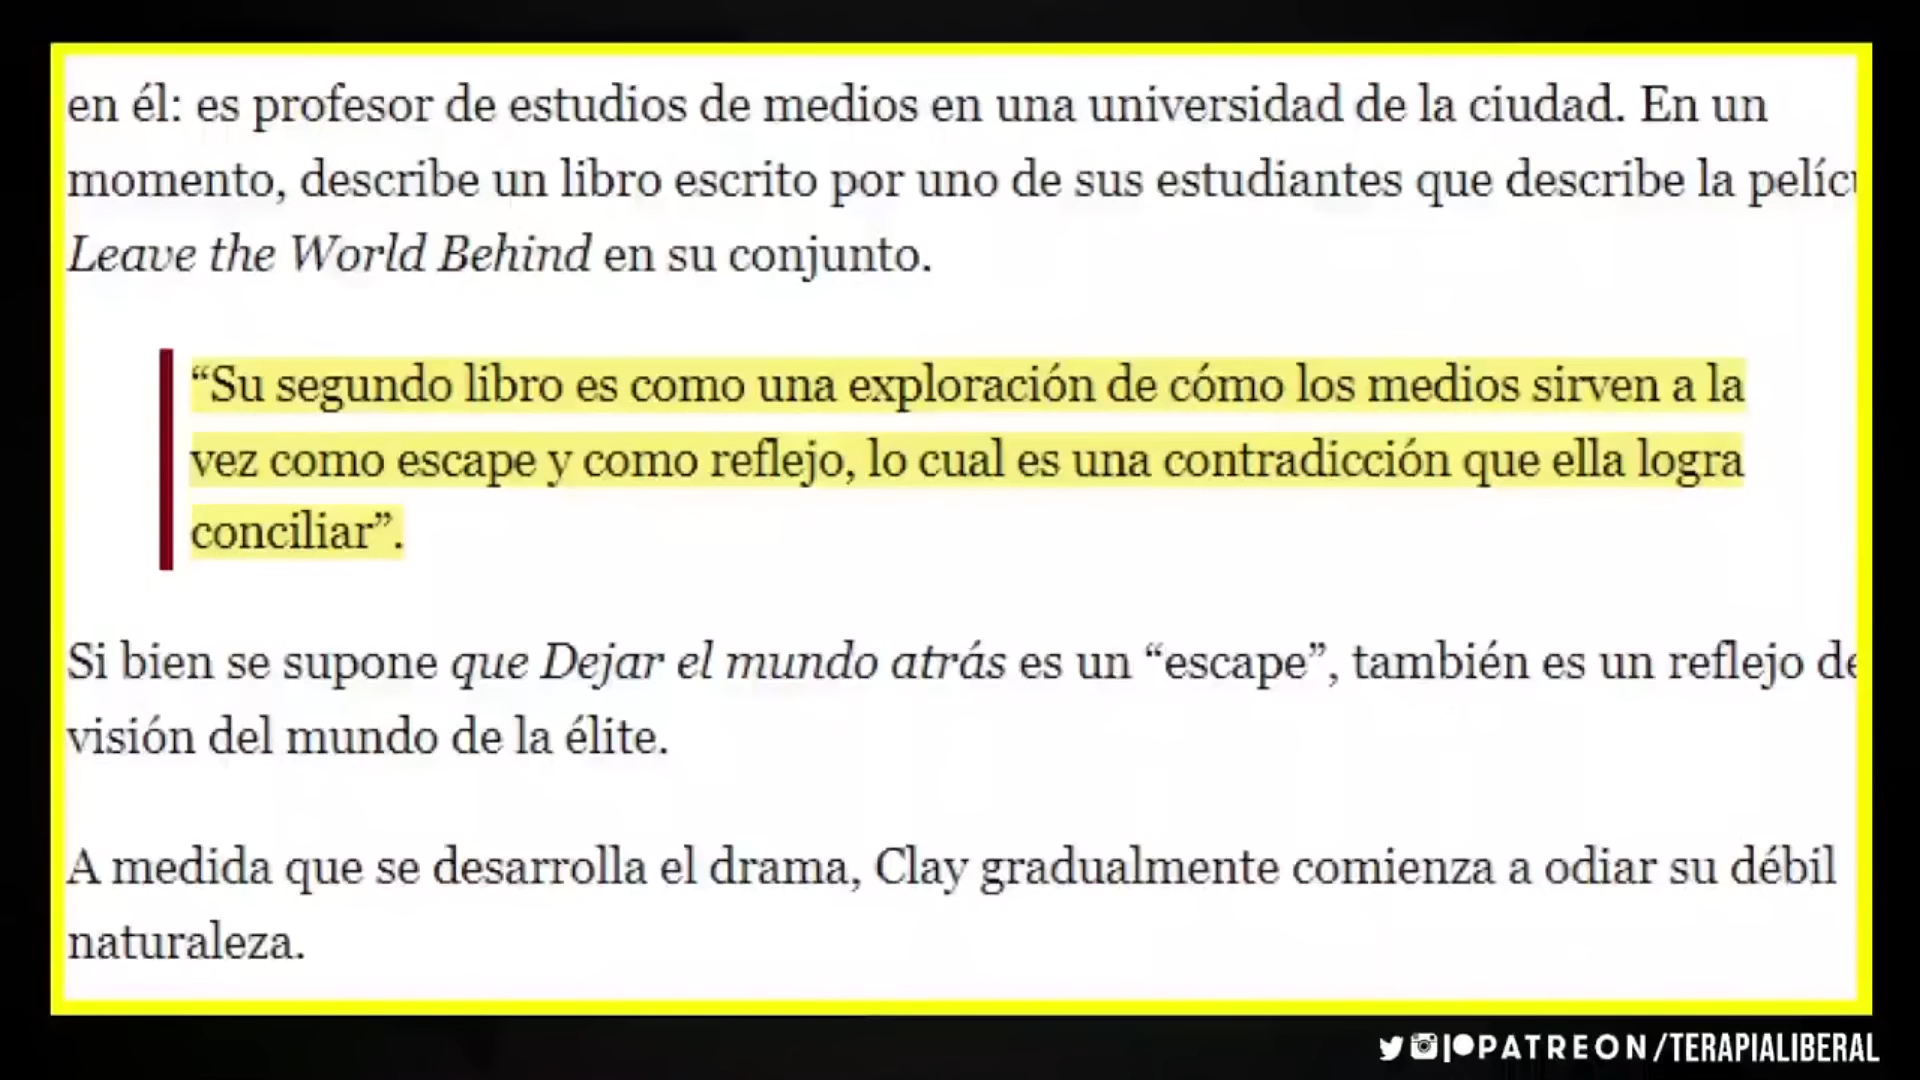 en él: es profesor de estudios de medios en una universidad de la ciudad. En un
momento, describe un libro escrito por uno de sus estudiantes que describe la
Leave the World Behind en su conjunto.
“Su segundo libro es como una exploración de cómo los medios sirven a la
vez como escape y como reflejo, lo cual es una contradicción que ella logra
conciliar”.
Si bien se supone que Dejar el mundo atrás es un “escape”, también es un reflejo de
visión del mundo de la élite.
A medida que se desarrolla el drama, Clay gradualmente comienza a odiar su débil
naturaleza.
PATREON/TERAPIALIBERAL